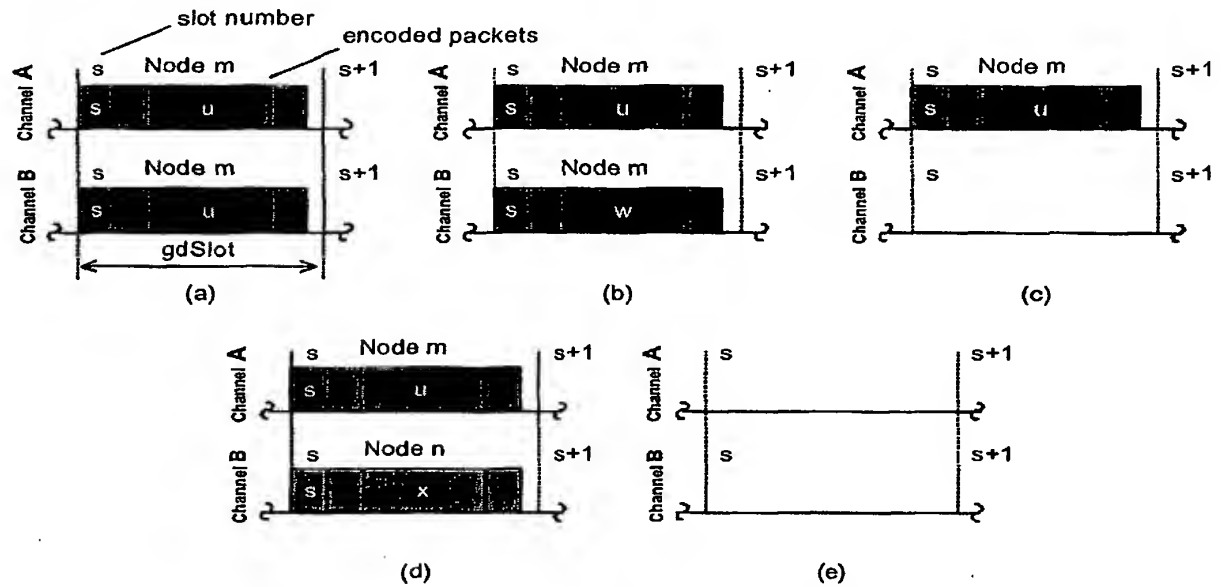 slot number
encoded packets
Channel A
s
Node m
s+1
s
u
Channel B
s
Node m
s+1
s
u
gdSlot
(a)
Channel A
s
Node m
s+1
s
u
Channel B
s
Node m
s+1
s
w
(b)
Channel A
s
Node m
s+1
s
u
Channel B
s
s+1
(c)
Channel A
s
Node m
s+1
s
u
Channel B
s
Node n
s+1
s
x
(d)
Channel A
s
s+1
Channel B
s
s+1
(e)